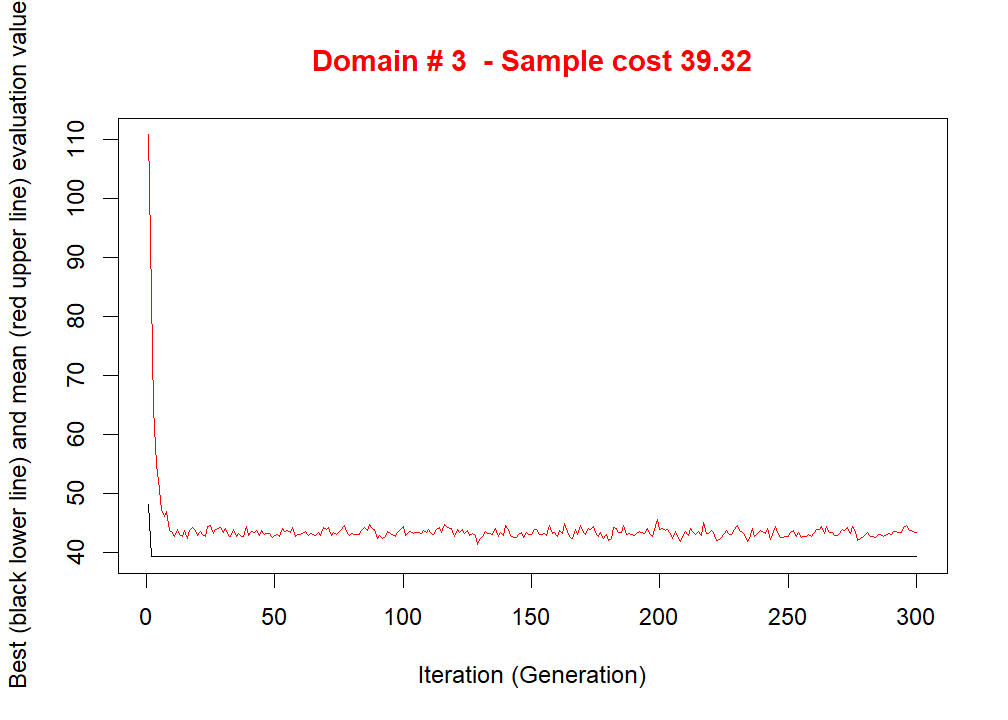 Domain # 3  - Sample cost 39.32
Best (black lower line) and mean (red upper line) evaluation value
110
100
90
80
70
60
50
40
0 50 100 150 200 250 300
Iteration (Generation)